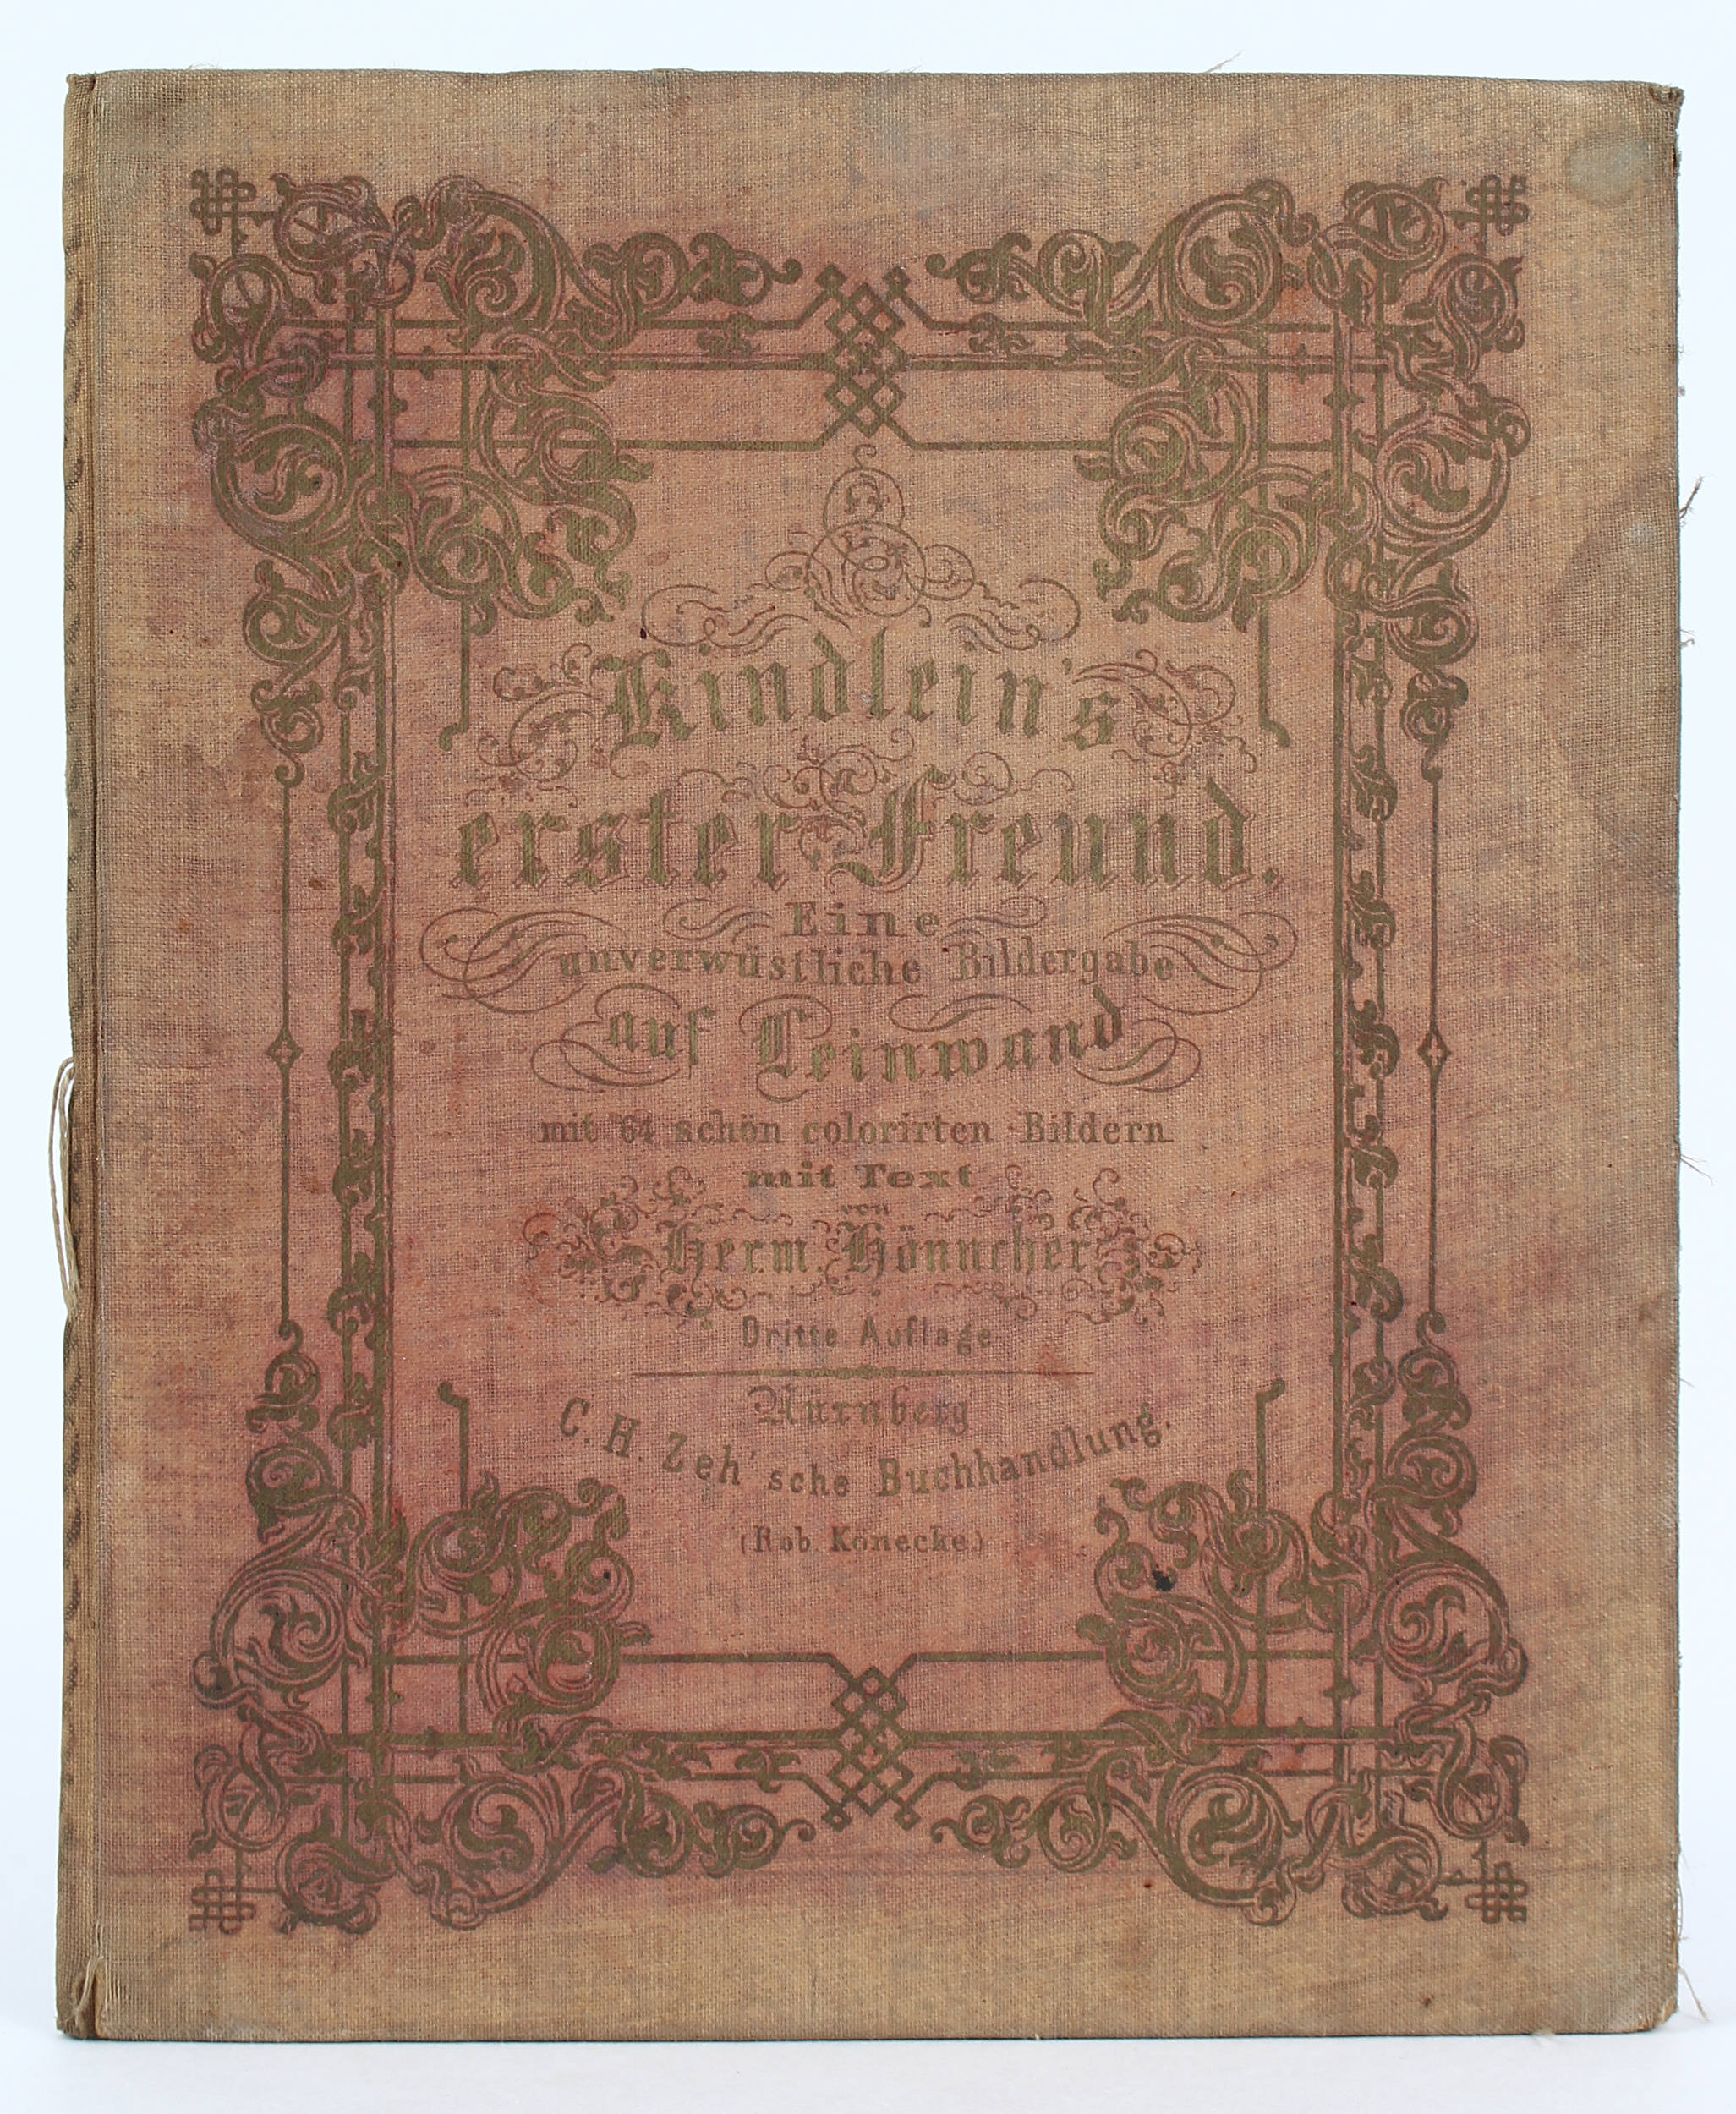 Kindlein's
erster Freund.
Eine
unverwüstliche Bildergabe
auf Leinwand
mit 64 schön colorirten Bildern
mit Text
von
Herm. Hönncher
Dritte Auflage
Nürnberg
C. H. Zeh'sche Buchhandlung.
(Rob Könecke.)